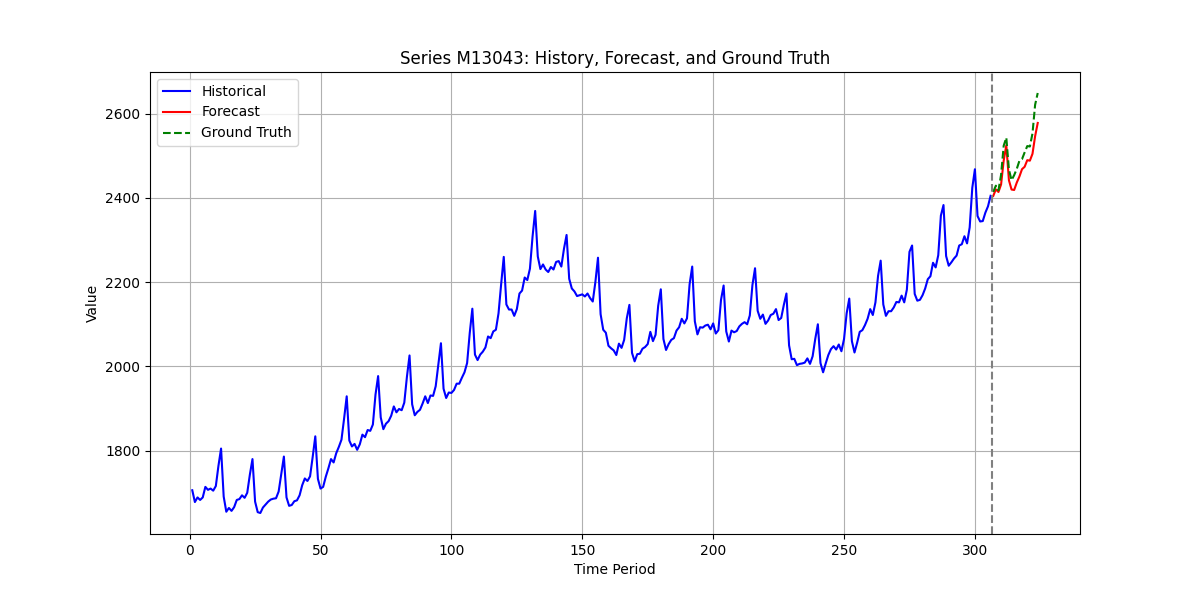 Series M13043: History, Forecast, and Ground Truth
Historical
Forecast
Ground Truth
2600
2400
2200
2000
1800
Value
0 50 100 150 200 250 300
Time Period